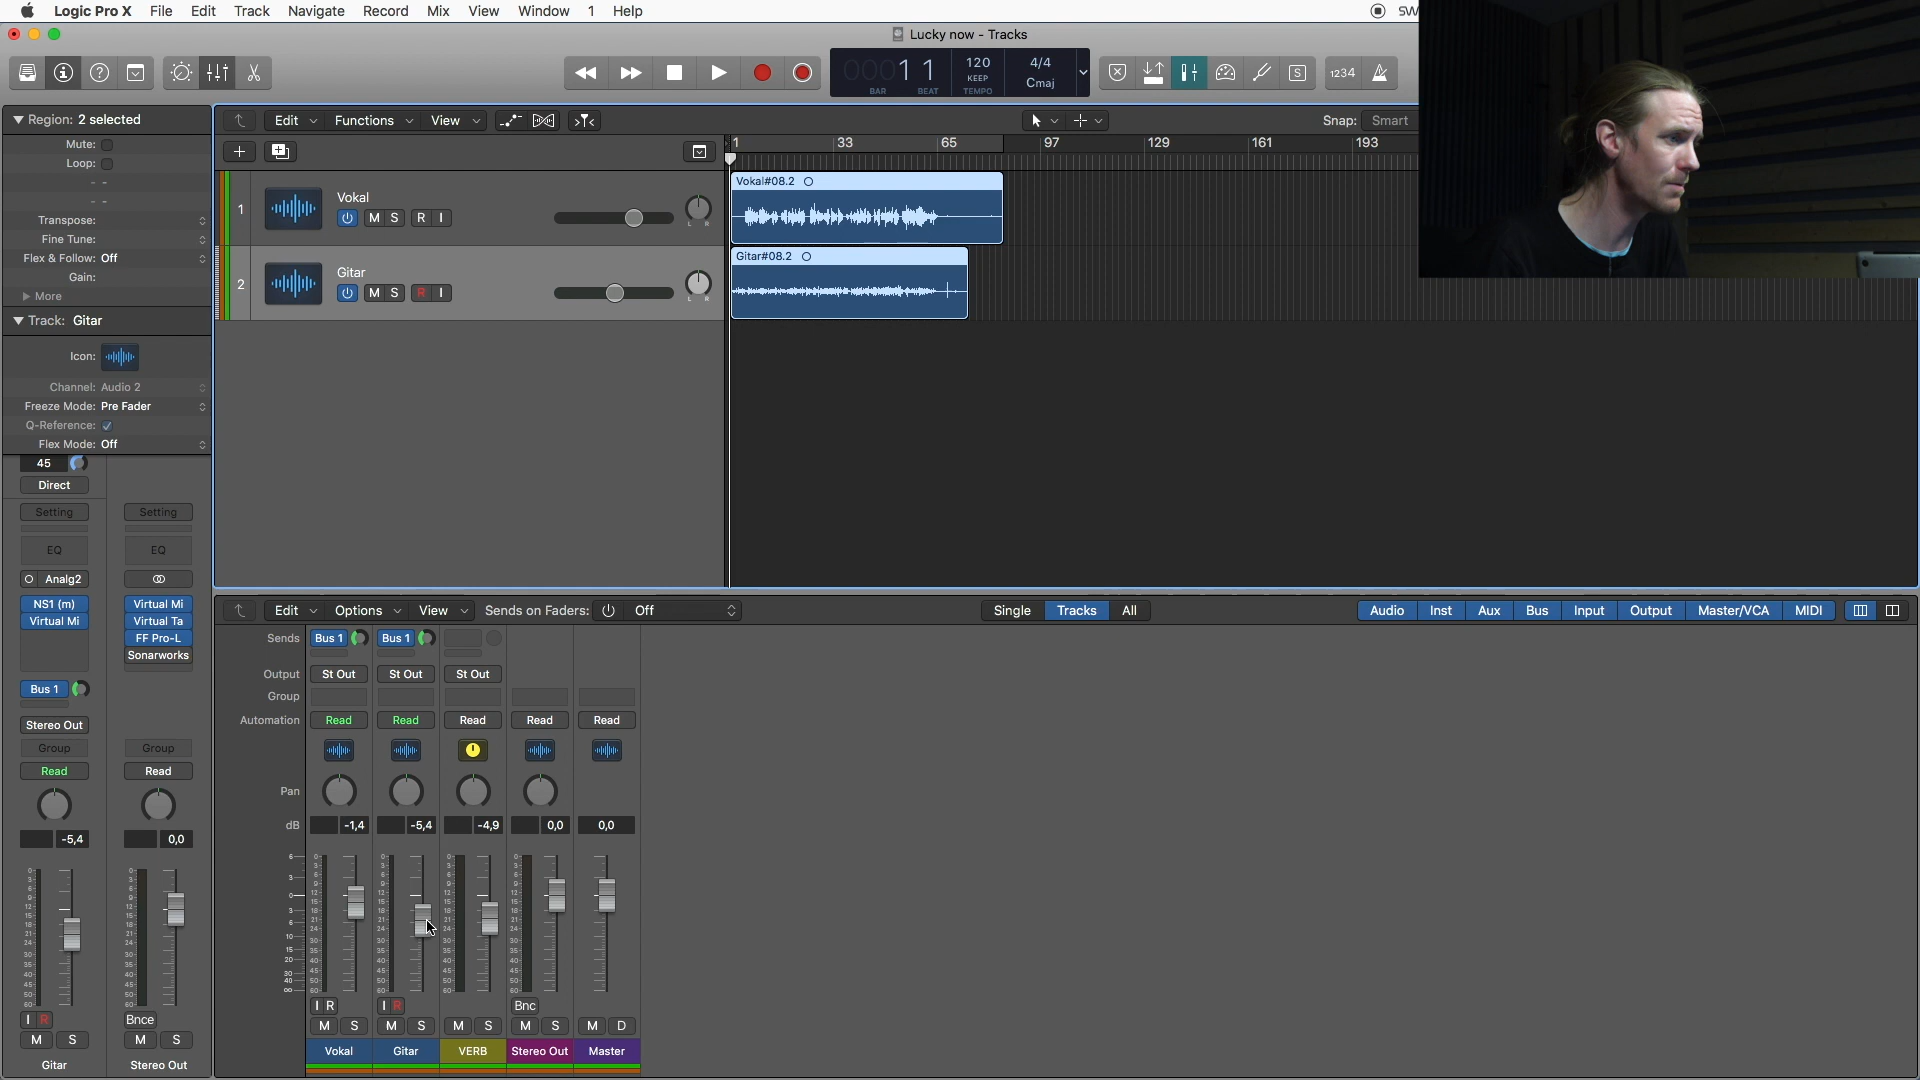 Logic Pro X File Edit Track Navigate Record Mix View Window 1 Help SW
Lucky now - Tracks
00011 1 120 4/4
KEEP Cmaj
BAR BEAT TEMPO
1234
Region: 2 selected
Edit Functions View Snap: Smart
Mute:
Loop:
1 33 65 97 129 161 193
- -
- -
Transpose:
Fine Tune:
Flex & Follow: Off
Gain:
More
1 Vokal
M S R I
L R
Vokal#08.2
2 Gitar
M S R I
L R
Gitar#08.2
Track: Gitar
Icon:
Channel: Audio 2
Freeze Mode: Pre Fader
Q-Reference:
Flex Mode: Off
45
Direct
Setting Setting
EQ EQ
Analg2
NS1 (m) Virtual Mi
Virtual Mi Virtual Ta
FF Pro-L
Sonarworks
Bus 1
Stereo Out
Group Group
Read Read
-5,4 0,0
I R Bnce
M S M S
Gitar Stereo Out
Edit Options View Sends on Faders: Off Single Tracks All Audio Inst Aux Bus Input Output Master/VCA MIDI
Sends Bus 1 Bus 1
Output St Out St Out St Out
Group
Automation Read Read Read Read Read
Pan
dB -1,4 -5,4 -4,9 0,0 0,0
I R I R Bnc
M S M S M S M S M D
Vokal Gitar VERB Stereo Out Master